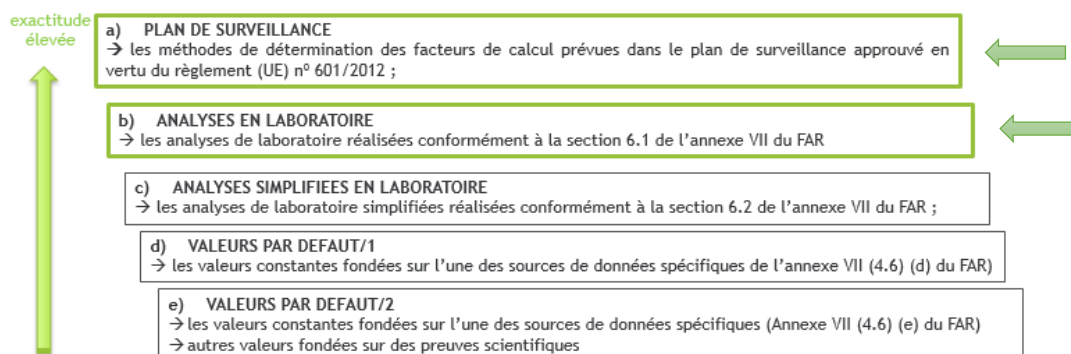 exactitude
élevée
a) PLAN DE SURVEILLANCE
→ les méthodes de détermination des facteurs de calcul prévues dans le plan de surveillance approuvé en
vertu du règlement (UE) nº 601/2012 ;
b) ANALYSES EN LABORATOIRE
→ les analyses de laboratoire réalisées conformément à la section 6.1 de l'annexe VII du FAR
c) ANALYSES SIMPLIFIEES EN LABORATOIRE
→ les analyses de laboratoire simplifiées réalisées conformément à la section 6.2 de l'annexe VII du FAR ;
d) VALEURS PAR DEFAUT/1
→ les valeurs constantes fondées sur l'une des sources de données spécifiques de l'annexe VII (4.6) (d) du FAR)
e) VALEURS PAR DEFAUT/2
→ les valeurs constantes fondées sur l'une des sources de données spécifiques (Annexe VII (4.6) (e) du FAR)
→ autres valeurs fondées sur des preuves scientifiques